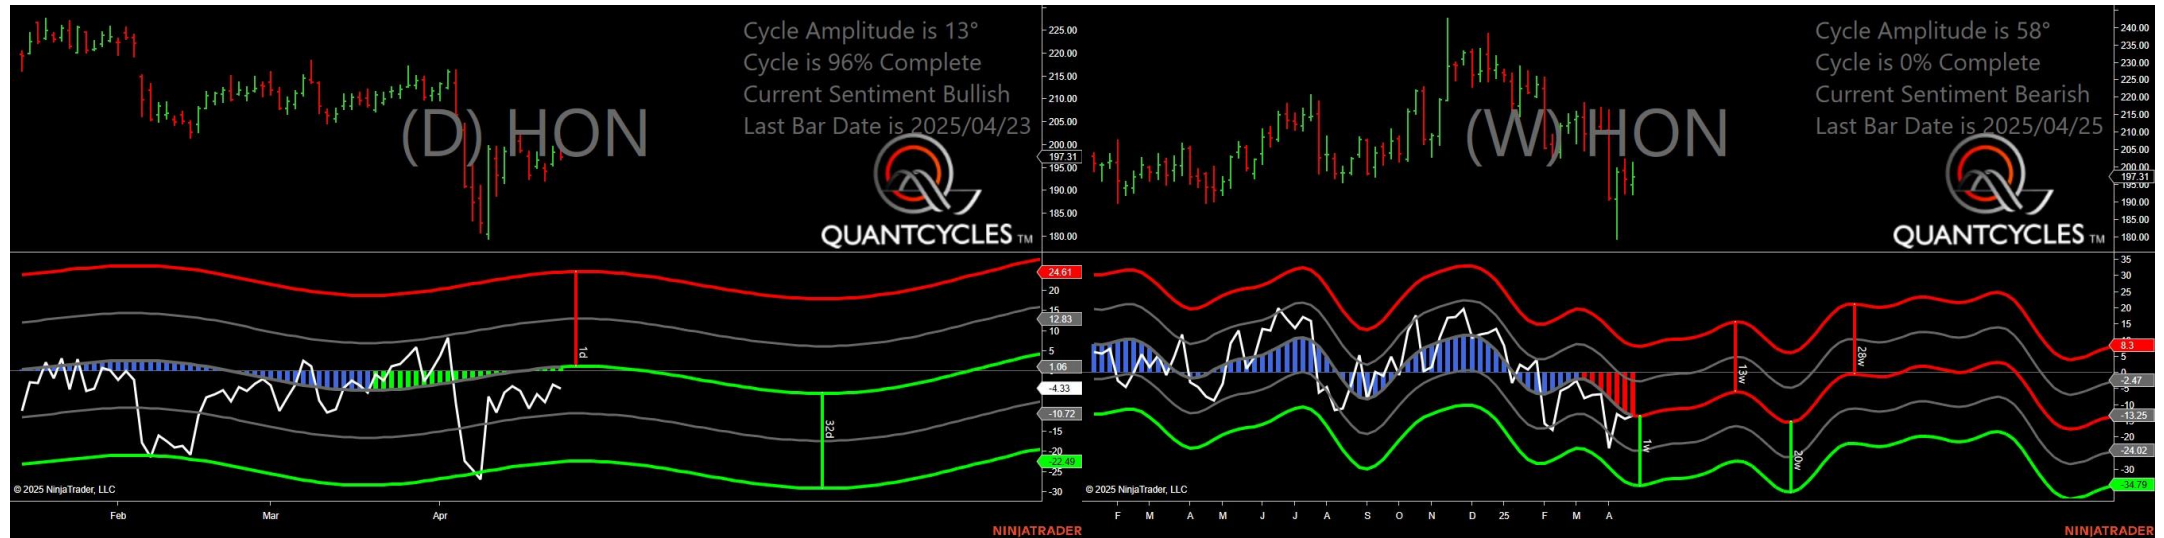 Cycle Amplitude is 13°
Cycle is 96% Complete
Current Sentiment Bullish
Last Bar Date is 2025/04/23
(D) HON
QUANTCYCLES TM
225.00
220.00
215.00
210.00
205.00
200.00
197.31
195.00
190.00
185.00
180.00
24.61
20
15
12.83
10
5
1.06
-4.33
-10.72
-15
-20
-22.49
-25
-30
1d
32d
© 2025 NinjaTrader, LLC
Feb
Mar
Apr
NINJATRADER
Cycle Amplitude is 58°
Cycle is 0% Complete
Current Sentiment Bearish
Last Bar Date is 2025/04/25
(W) HON
QUANTCYCLES TM
240.00
235.00
230.00
225.00
220.00
215.00
210.00
205.00
200.00
197.31
195.00
190.00
185.00
180.00
35
30
25
20
15
8.3
5
0
-2.47
-5
-10
-13.25
-20
-24.02
-30
-34.79
1w
13w
20w
28w
© 2025 NinjaTrader, LLC
F
M
A
M
J
J
A
S
O
N
D
25
F
M
A
NINJATRADER